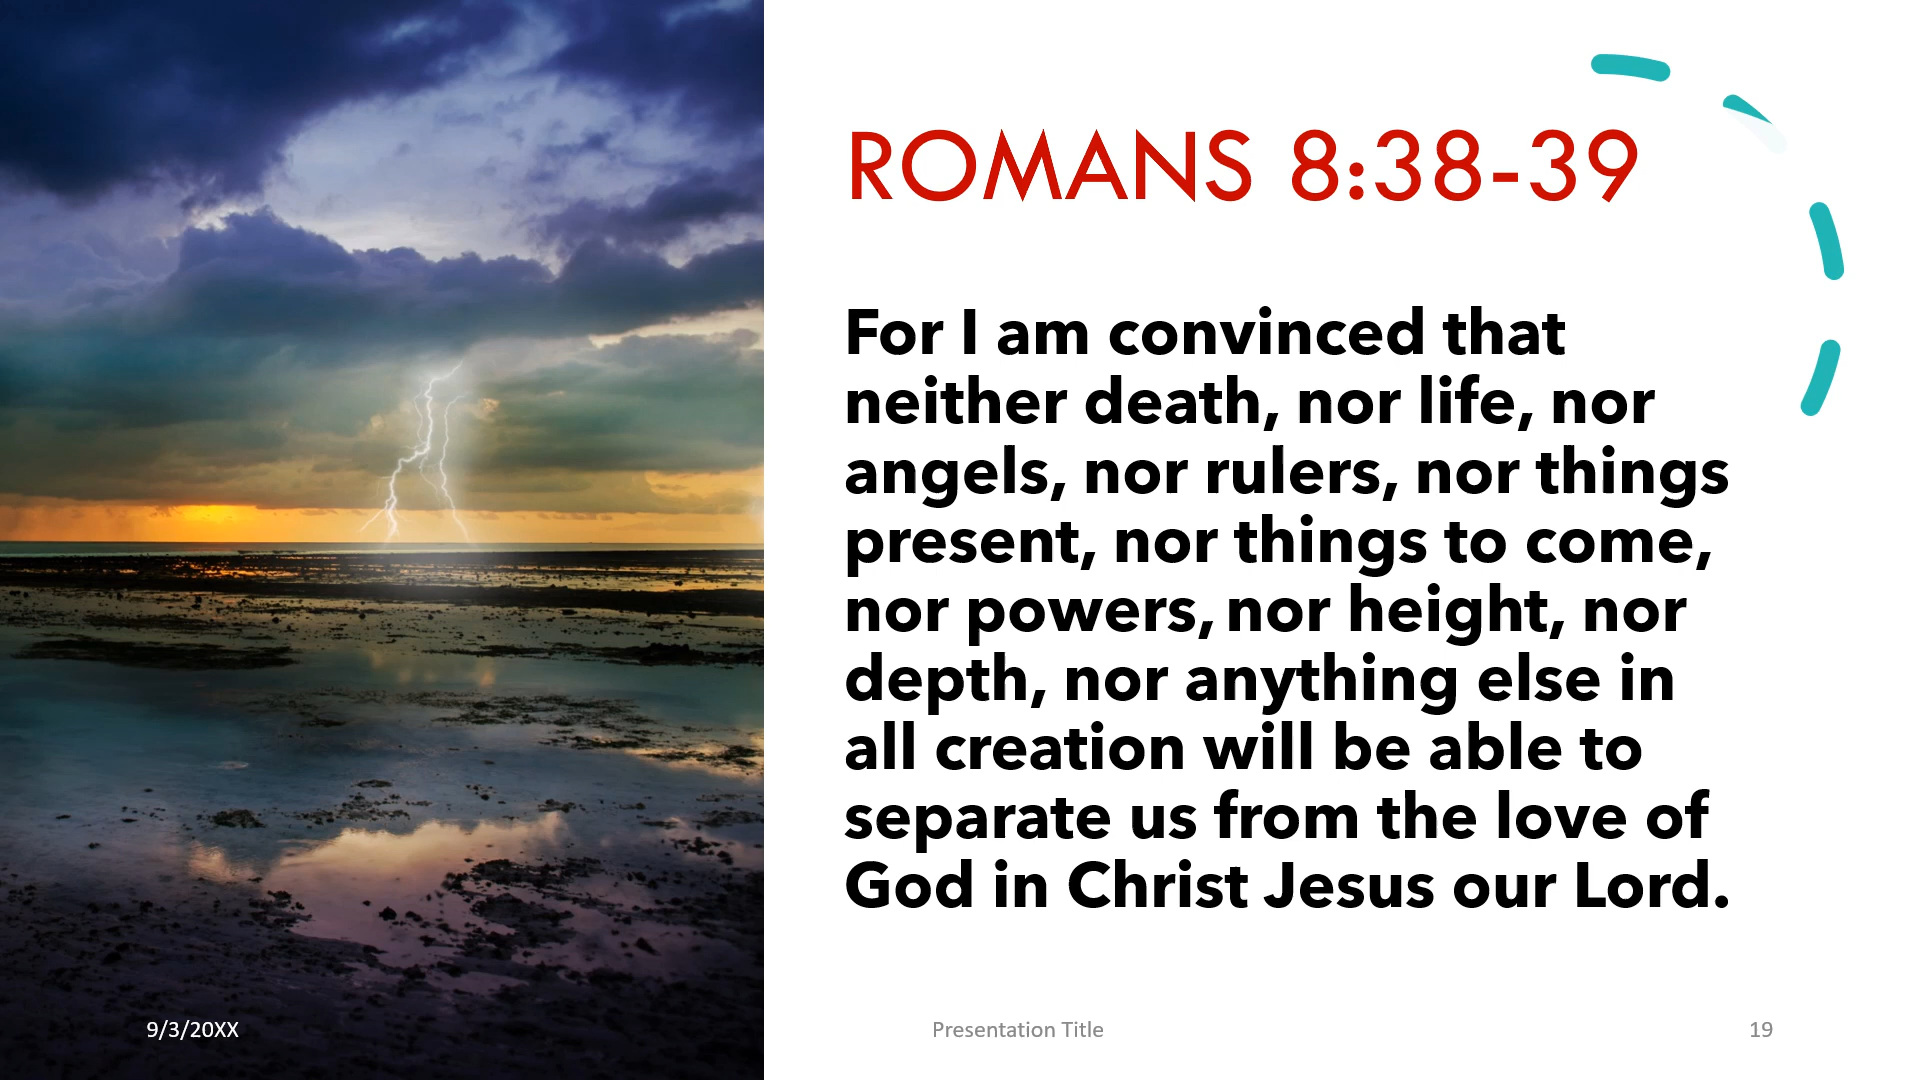 ROMANS 8:38-39
For I am convinced that
neither death, nor life, nor
angels, nor rulers, nor things
present, nor things to come,
nor powers, nor height, nor
depth, nor anything else in
all creation will be able to
separate us from the love of
God in Christ Jesus our Lord.
9/3/20XX
Presentation Title
19